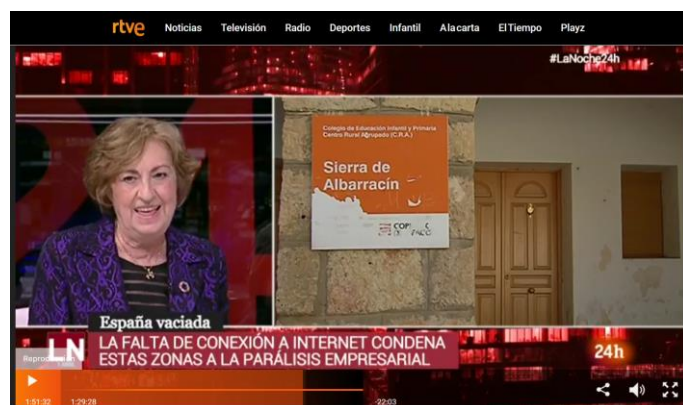 rtve Noticias Televisión Radio Deportes Infantil A la carta El Tiempo Playz
#LaNoche24h
Colegio de Educación Infantil y Primaria
Centro Rural Agrupado (C.R.A.)
Sierra de
Albarracín
España vaciada
LN
LA FALTA DE CONEXIÓN A INTERNET CONDENA
ESTAS ZONAS A LA PARÁLISIS EMPRESARIAL
24h
1:51:32 1:29:28 -22:03